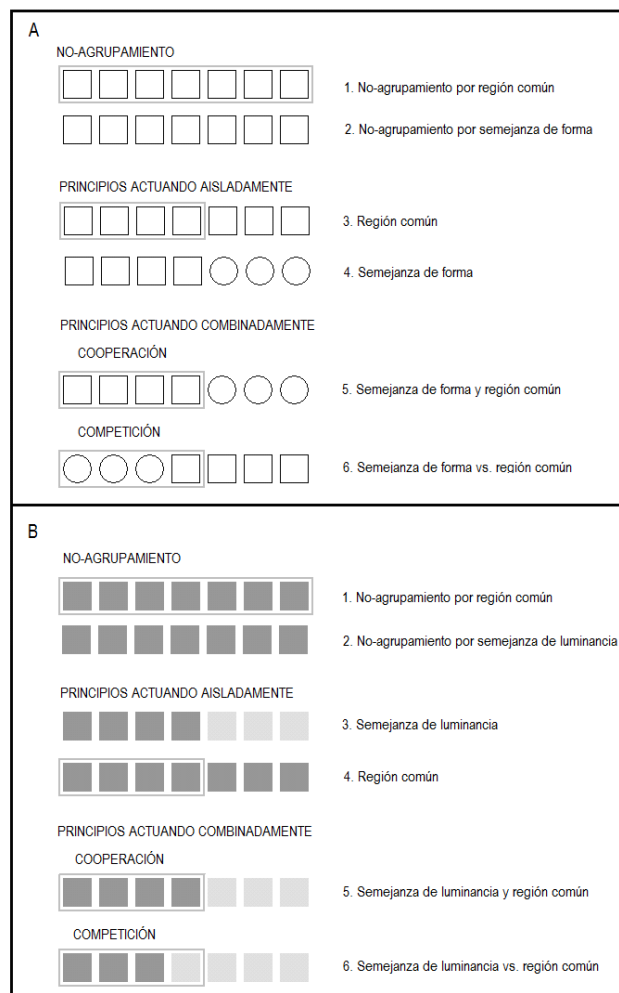 A
NO-AGRUPAMIENTO
1. No-agrupamiento por región común
2. No-agrupamiento por semejanza de forma
PRINCIPIOS ACTUANDO AISLADAMENTE
3. Región común
4. Semejanza de forma
PRINCIPIOS ACTUANDO COMBINADAMENTE
COOPERACIÓN
5. Semejanza de forma y región común
COMPETICIÓN
6. Semejanza de forma vs. región común
B
NO-AGRUPAMIENTO
1. No-agrupamiento por región común
2. No-agrupamiento por semejanza de luminancia
PRINCIPIOS ACTUANDO AISLADAMENTE
3. Semejanza de luminancia
4. Región común
PRINCIPIOS ACTUANDO COMBINADAMENTE
COOPERACIÓN
5. Semejanza de luminancia y región común
COMPETICIÓN
6. Semejanza de luminancia vs. región común